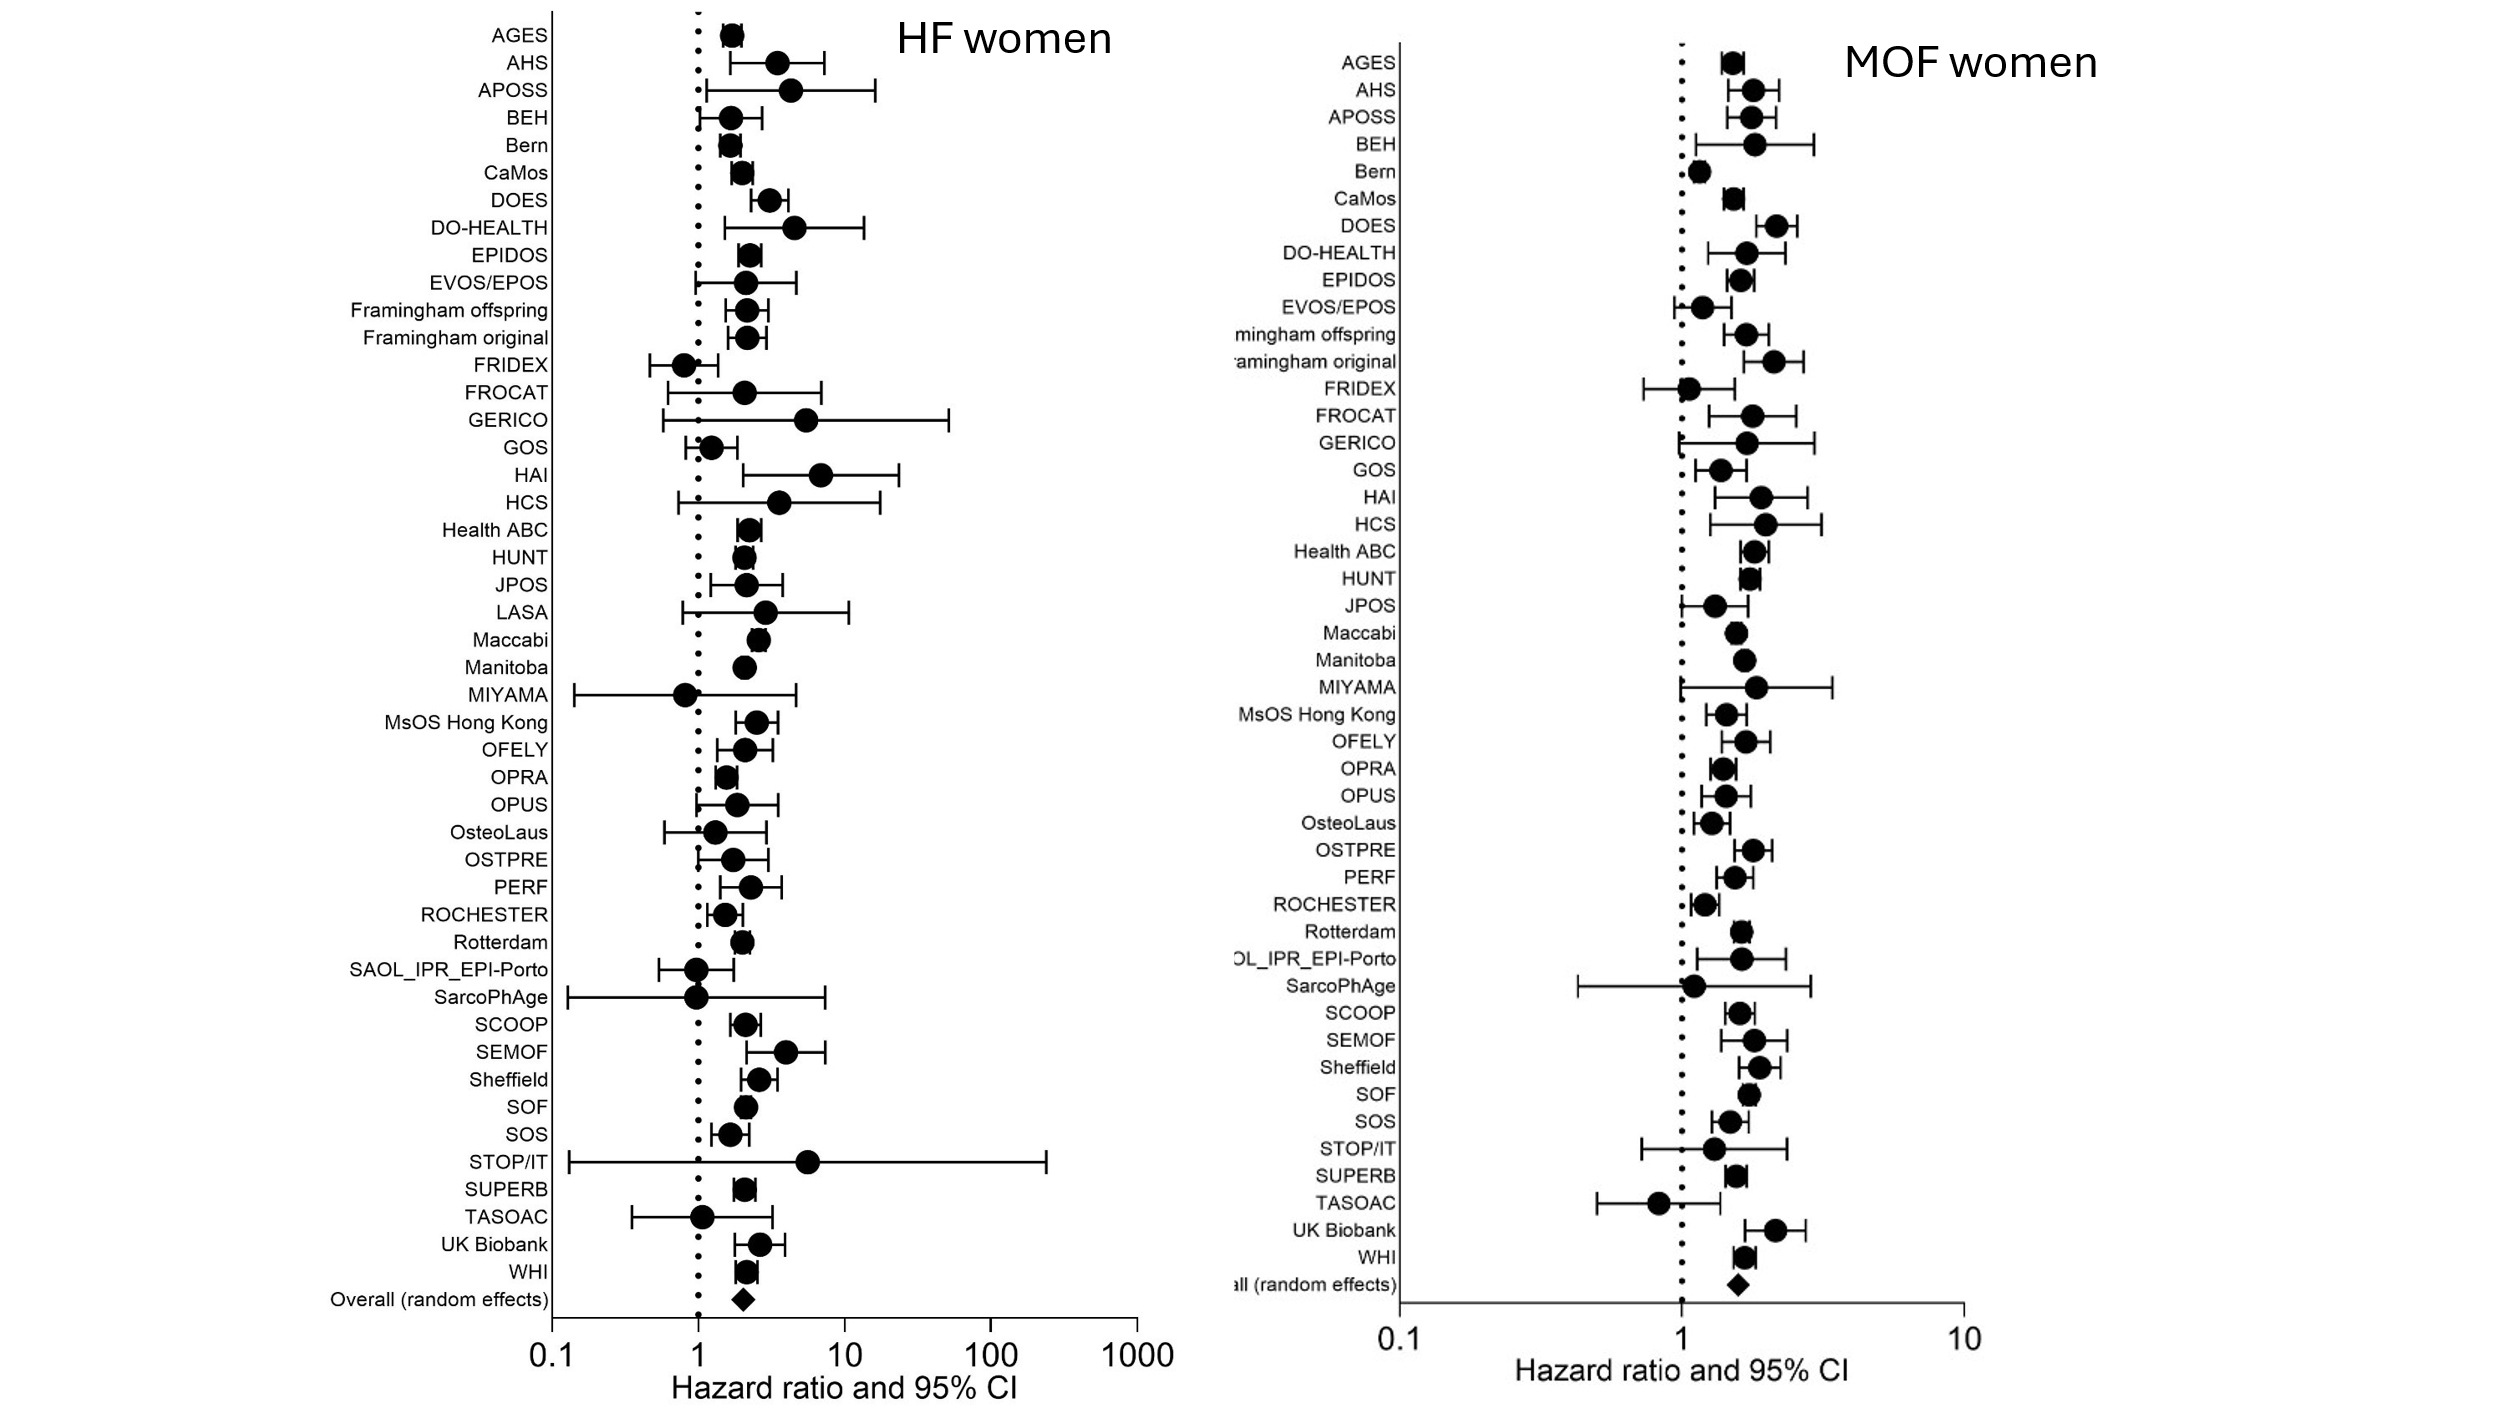 HF women
AGES
AHS
APOSS
BEH
Bern
CaMos
DOES
DO-HEALTH
EPIDOS
EVOS/EPOS
Framingham offspring
Framingham original
FRIDEX
FROCAT
GERICO
GOS
HAI
HCS
Health ABC
HUNT
JPOS
LASA
Maccabi
Manitoba
MIYAMA
MsOS Hong Kong
OFELY
OPRA
OPUS
OsteoLaus
OSTPRE
PERF
ROCHESTER
Rotterdam
SAOL_IPR_EPI-Porto
SarcoPhAge
SCOOP
SEMOF
Sheffield
SOF
SOS
STOP/IT
SUPERB
TASOAC
UK Biobank
WHI
Overall (random effects)
0.1 1 10 100 1000
Hazard ratio and 95% CI
MOF women
AGES
AHS
APOSS
BEH
Bern
CaMos
DOES
DO-HEALTH
EPIDOS
EVOS/EPOS
mingham offspring
amingham original
FRIDEX
FROCAT
GERICO
GOS
HAI
HCS
Health ABC
HUNT
JPOS
Maccabi
Manitoba
MIYAMA
MsOS Hong Kong
OFELY
OPRA
OPUS
OsteoLaus
OSTPRE
PERF
ROCHESTER
Rotterdam
OL_IPR_EPI-Porto
SarcoPhAge
SCOOP
SEMOF
Sheffield
SOF
SOS
STOP/IT
SUPERB
TASOAC
UK Biobank
WHI
all (random effects)
0.1 1 10
Hazard ratio and 95% CI